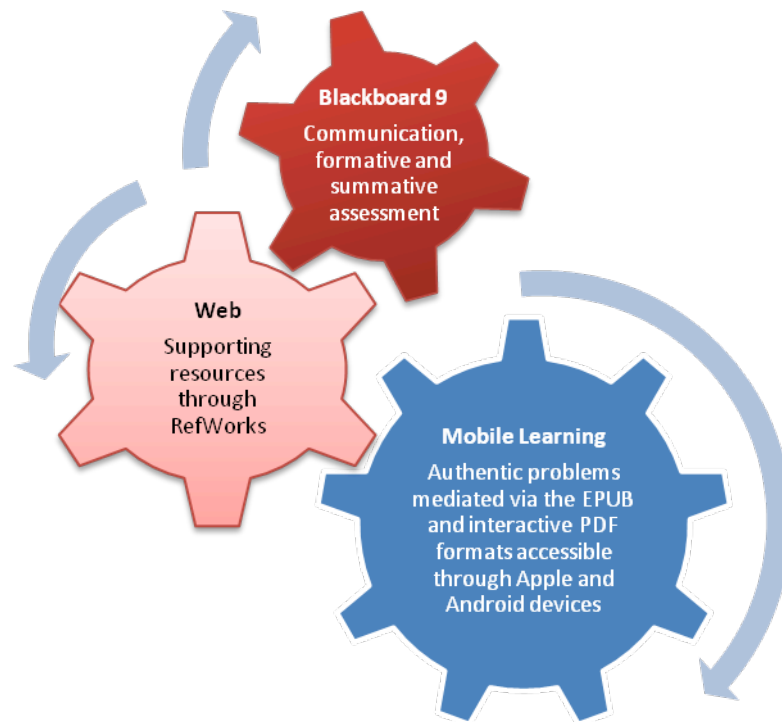 Blackboard 9
Communication,
formative and
summative
assessment
Web
Supporting
resources
through
RefWorks
Mobile Learning
Authentic problems
mediated via the EPUB
and interactive PDF
formats accessible
through Apple and
Android devices